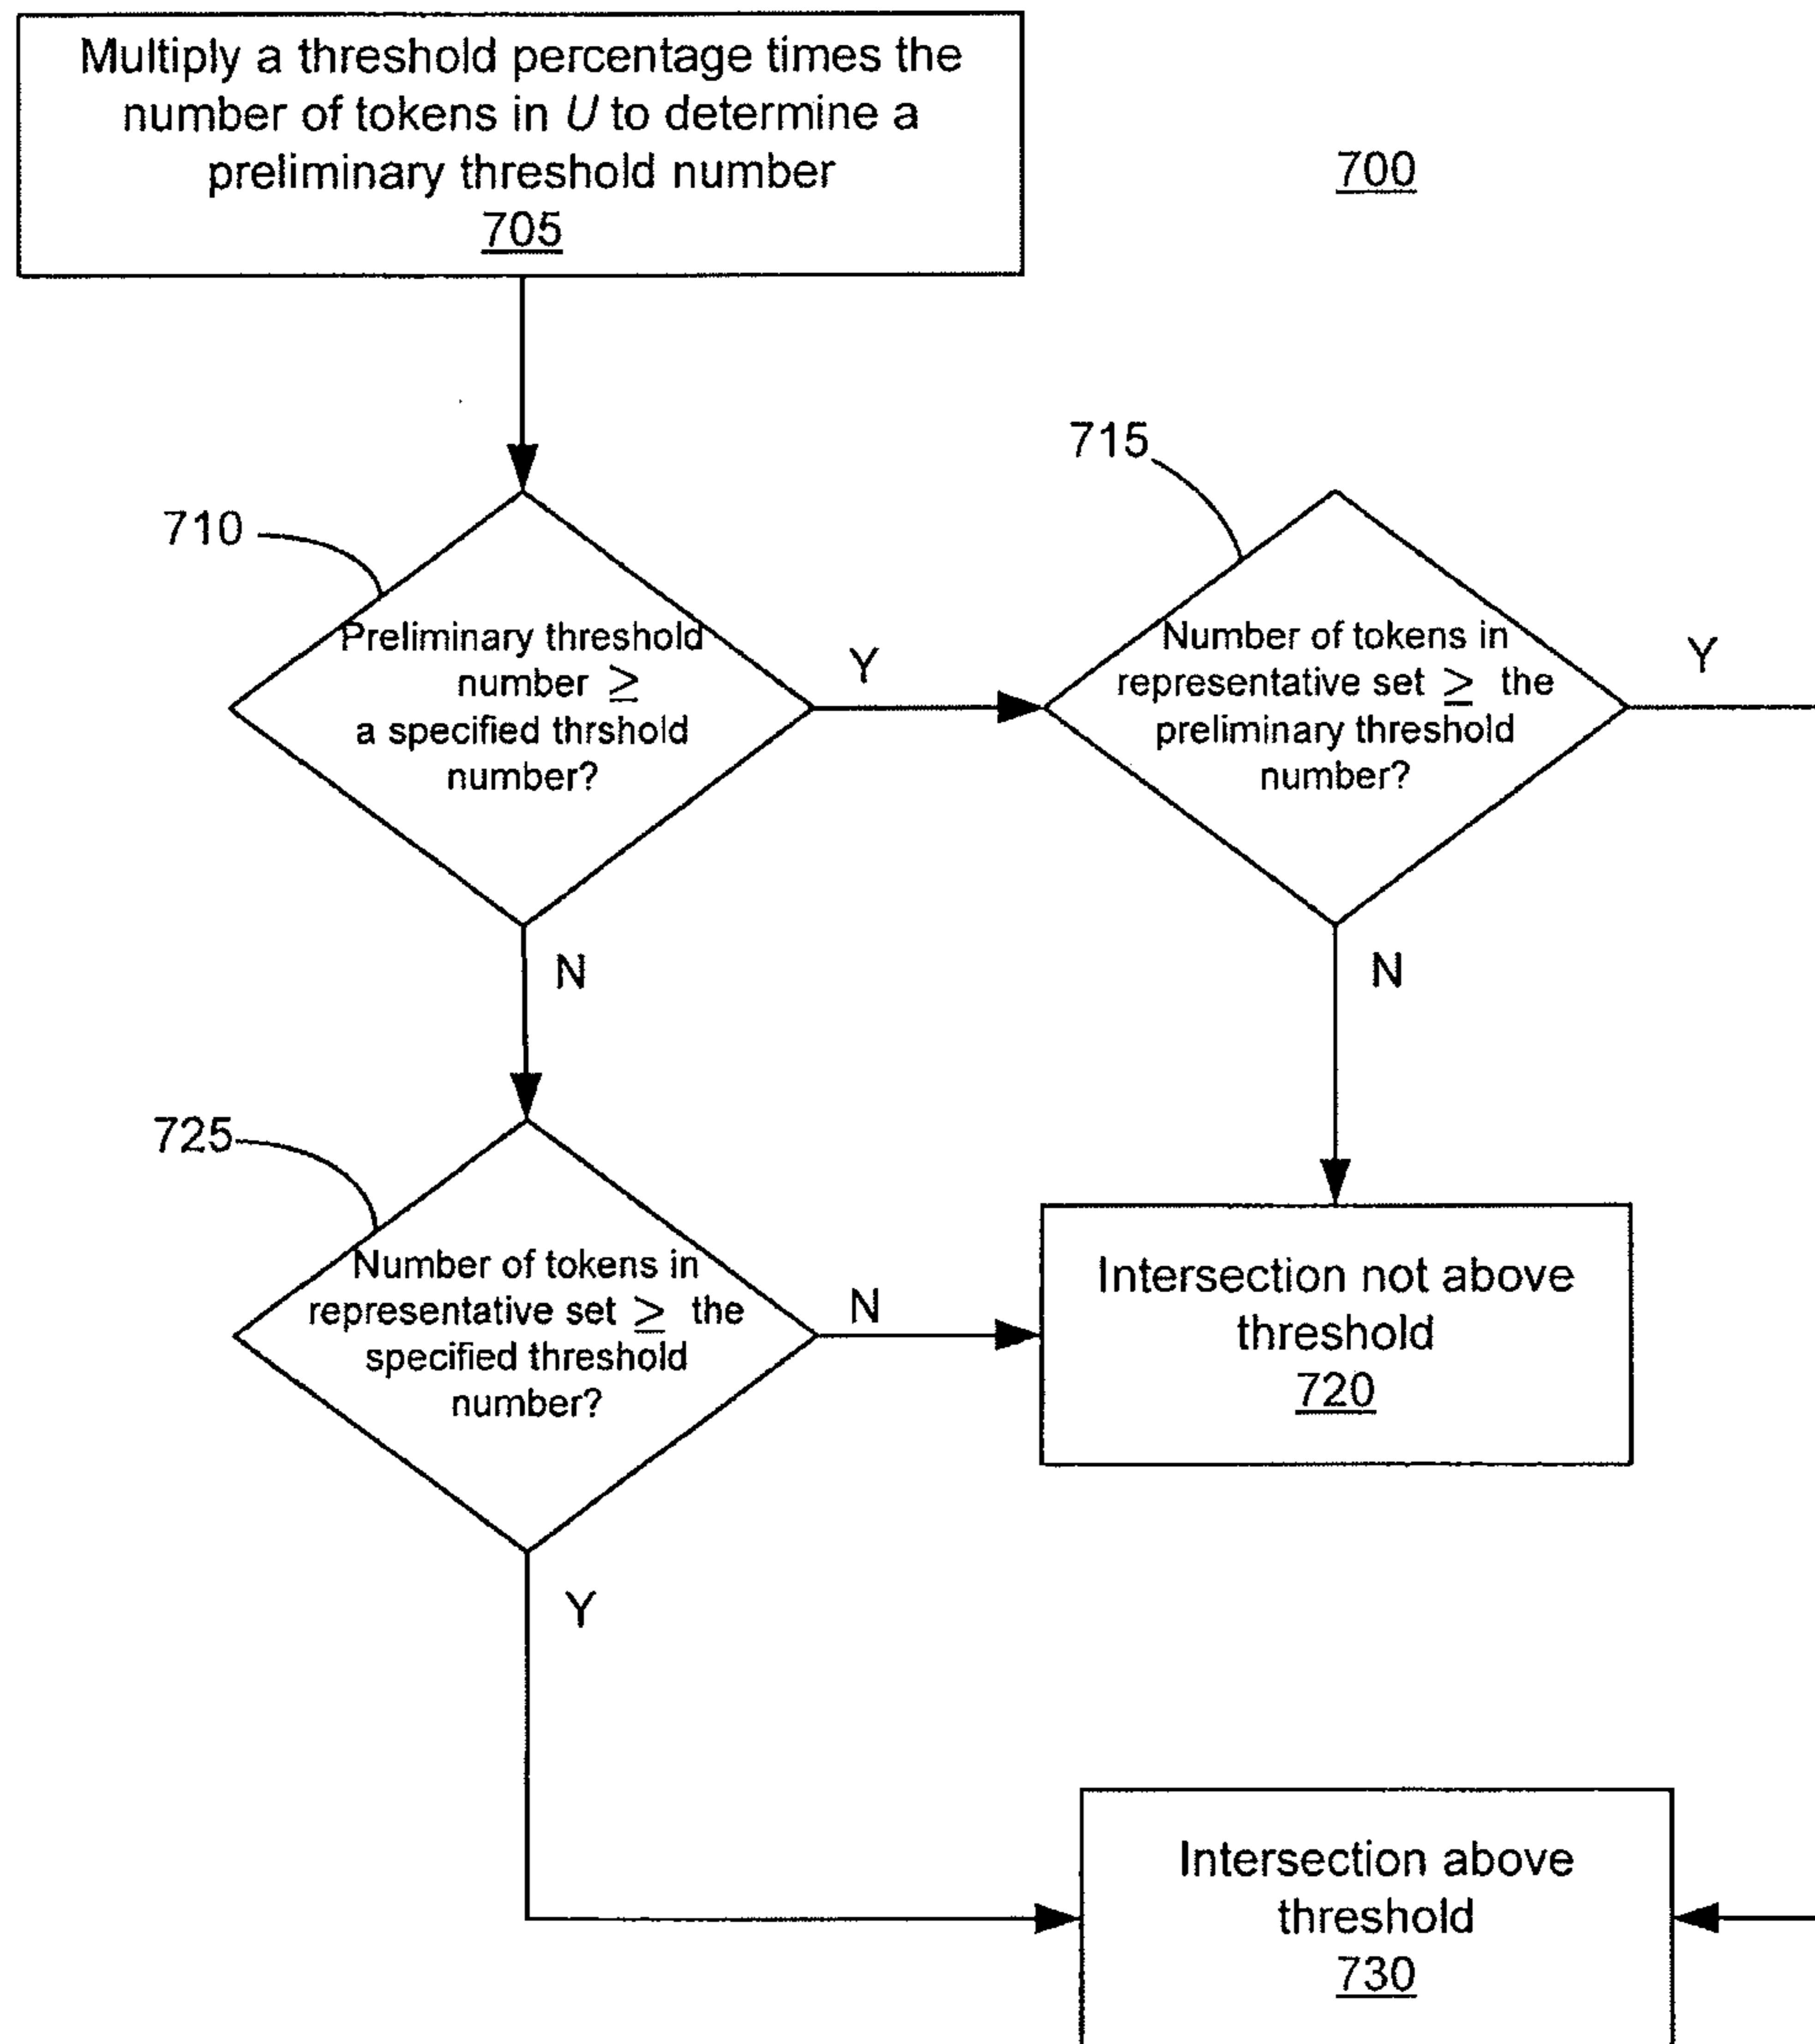 Multiply a threshold percentage times the
number of tokens in U to determine a
preliminary threshold number
705
700
710
Preliminary threshold
number ≥
a specified thrshold
number?
Y
715
Number of tokens in
representative set ≥ the
preliminary threshold
number?
Y
N
N
725
Number of tokens in
representative set ≥ the
specified threshold
number?
N
Intersection not above
threshold
720
Y
Intersection above
threshold
730